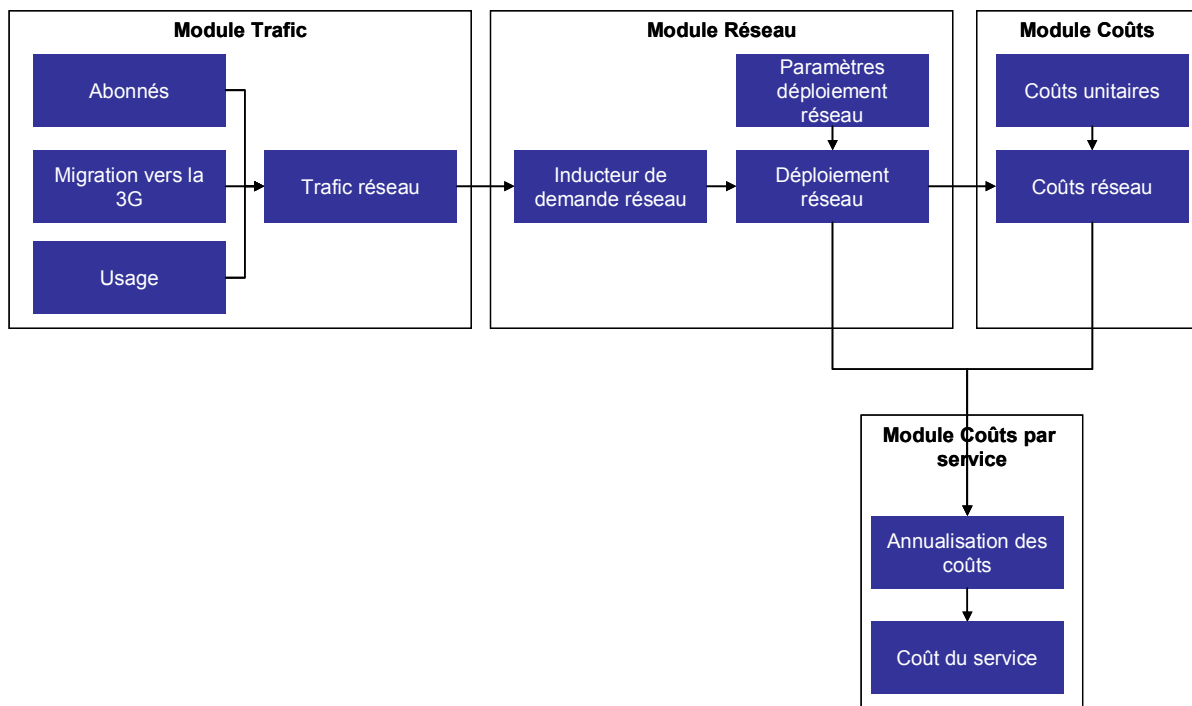 Module Trafic
Abonnés
Migration vers la
3G
Usage
Trafic réseau
Module Réseau
Paramètres
déploiement
réseau
Inducteur de
demande réseau
Déploiement
réseau
Module Coûts
Coûts unitaires
Coûts réseau
Module Coûts par
service
Annualisation des
coûts
Coût du service